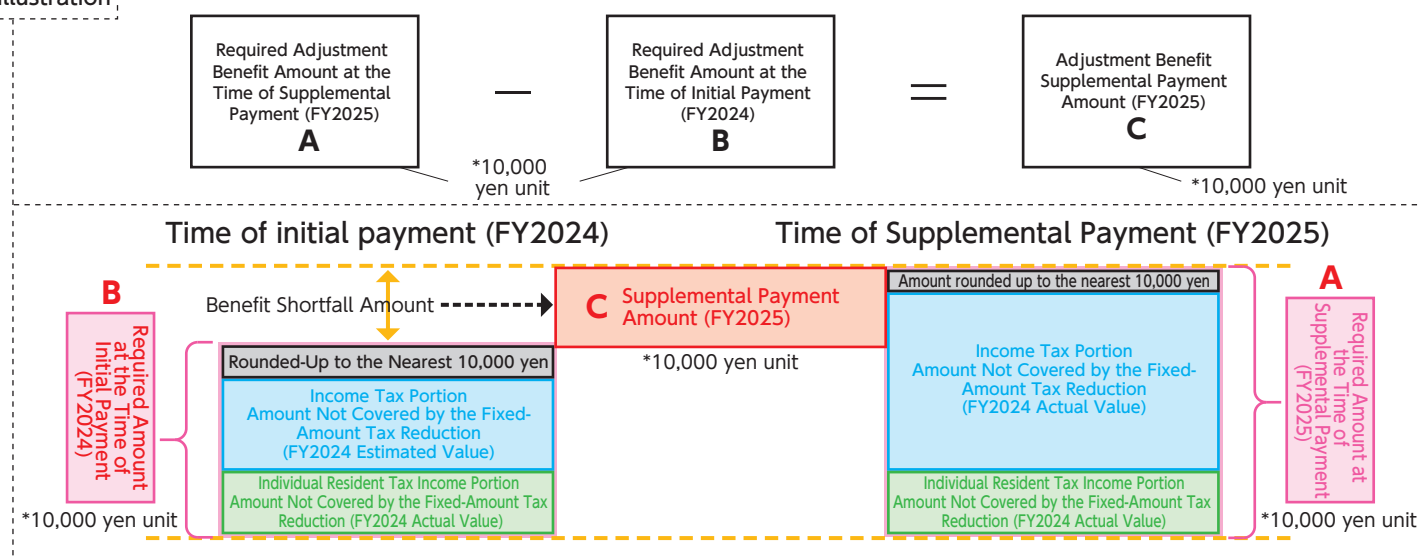 illustration
Required Adjustment
Benefit Amount at the
Time of Supplemental
Payment (FY2025)
A
—
Required Adjustment
Benefit Amount at the
Time of Initial Payment
(FY2024)
B
=
Adjustment Benefit
Supplemental Payment
Amount (FY2025)
C
*10,000
yen unit
*10,000 yen unit
Time of initial payment (FY2024)
Time of Supplemental Payment (FY2025)
B
Required Amount
at the Time of
Initial Payment
(FY2024)
*10,000 yen unit
Benefit Shortfall Amount
Rounded-Up to the Nearest 10,000 yen
Income Tax Portion
Amount Not Covered by the Fixed-
Amount Tax Reduction
(FY2024 Estimated Value)
Individual Resident Tax Income Portion
Amount Not Covered by the Fixed-Amount Tax
Reduction (FY2024 Actual Value)
C Supplemental Payment
Amount (FY2025)
*10,000 yen unit
Amount rounded up to the nearest 10,000 yen
Income Tax Portion
Amount Not Covered by the Fixed-
Amount Tax Reduction
(FY2024 Actual Value)
Individual Resident Tax Income Portion
Amount Not Covered by the Fixed-Amount Tax
Reduction (FY2024 Actual Value)
A
Required Amount at
the Time of
Supplemental Payment
(FY2025)
*10,000 yen unit